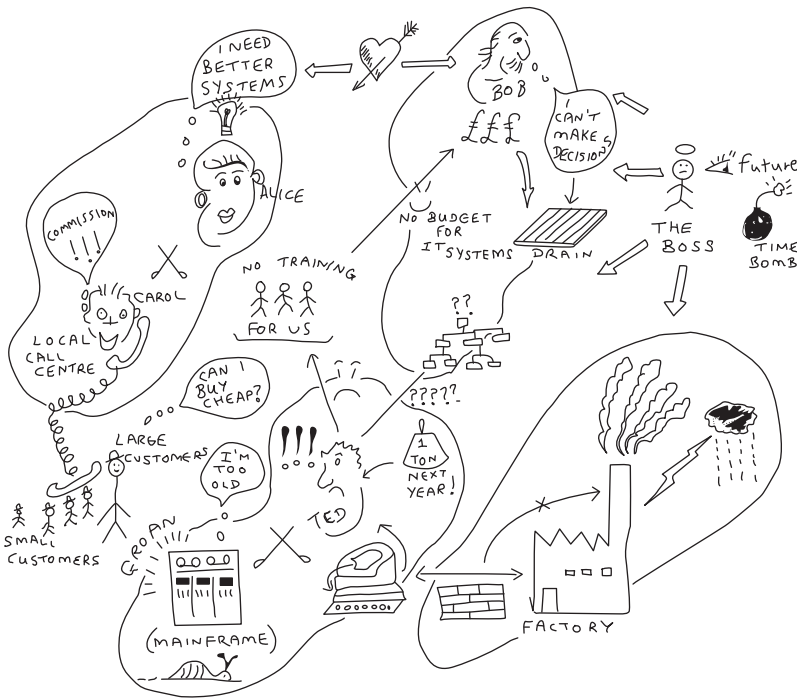 I NEED
BETTER
SYSTEMS
BOB
£££
I
CAN'T
MAKE
DECISIONS
future
THE
BOSS
TIME
BOMB
ALICE
COMMISSION
!!!
CAROL
LOCAL
CALL
CENTRE
NO BUDGET
FOR
IT SYSTEMS
DRAIN
NO TRAINING
FOR US
??
?????
CAN I
BUY
CHEAP?
LARGE
CUSTOMERS
I'M
TOO
OLD
!!!
1
TON
NEXT
YEAR!
TED
SMALL
CUSTOMERS
GROAN
(MAINFRAME)
FACTORY